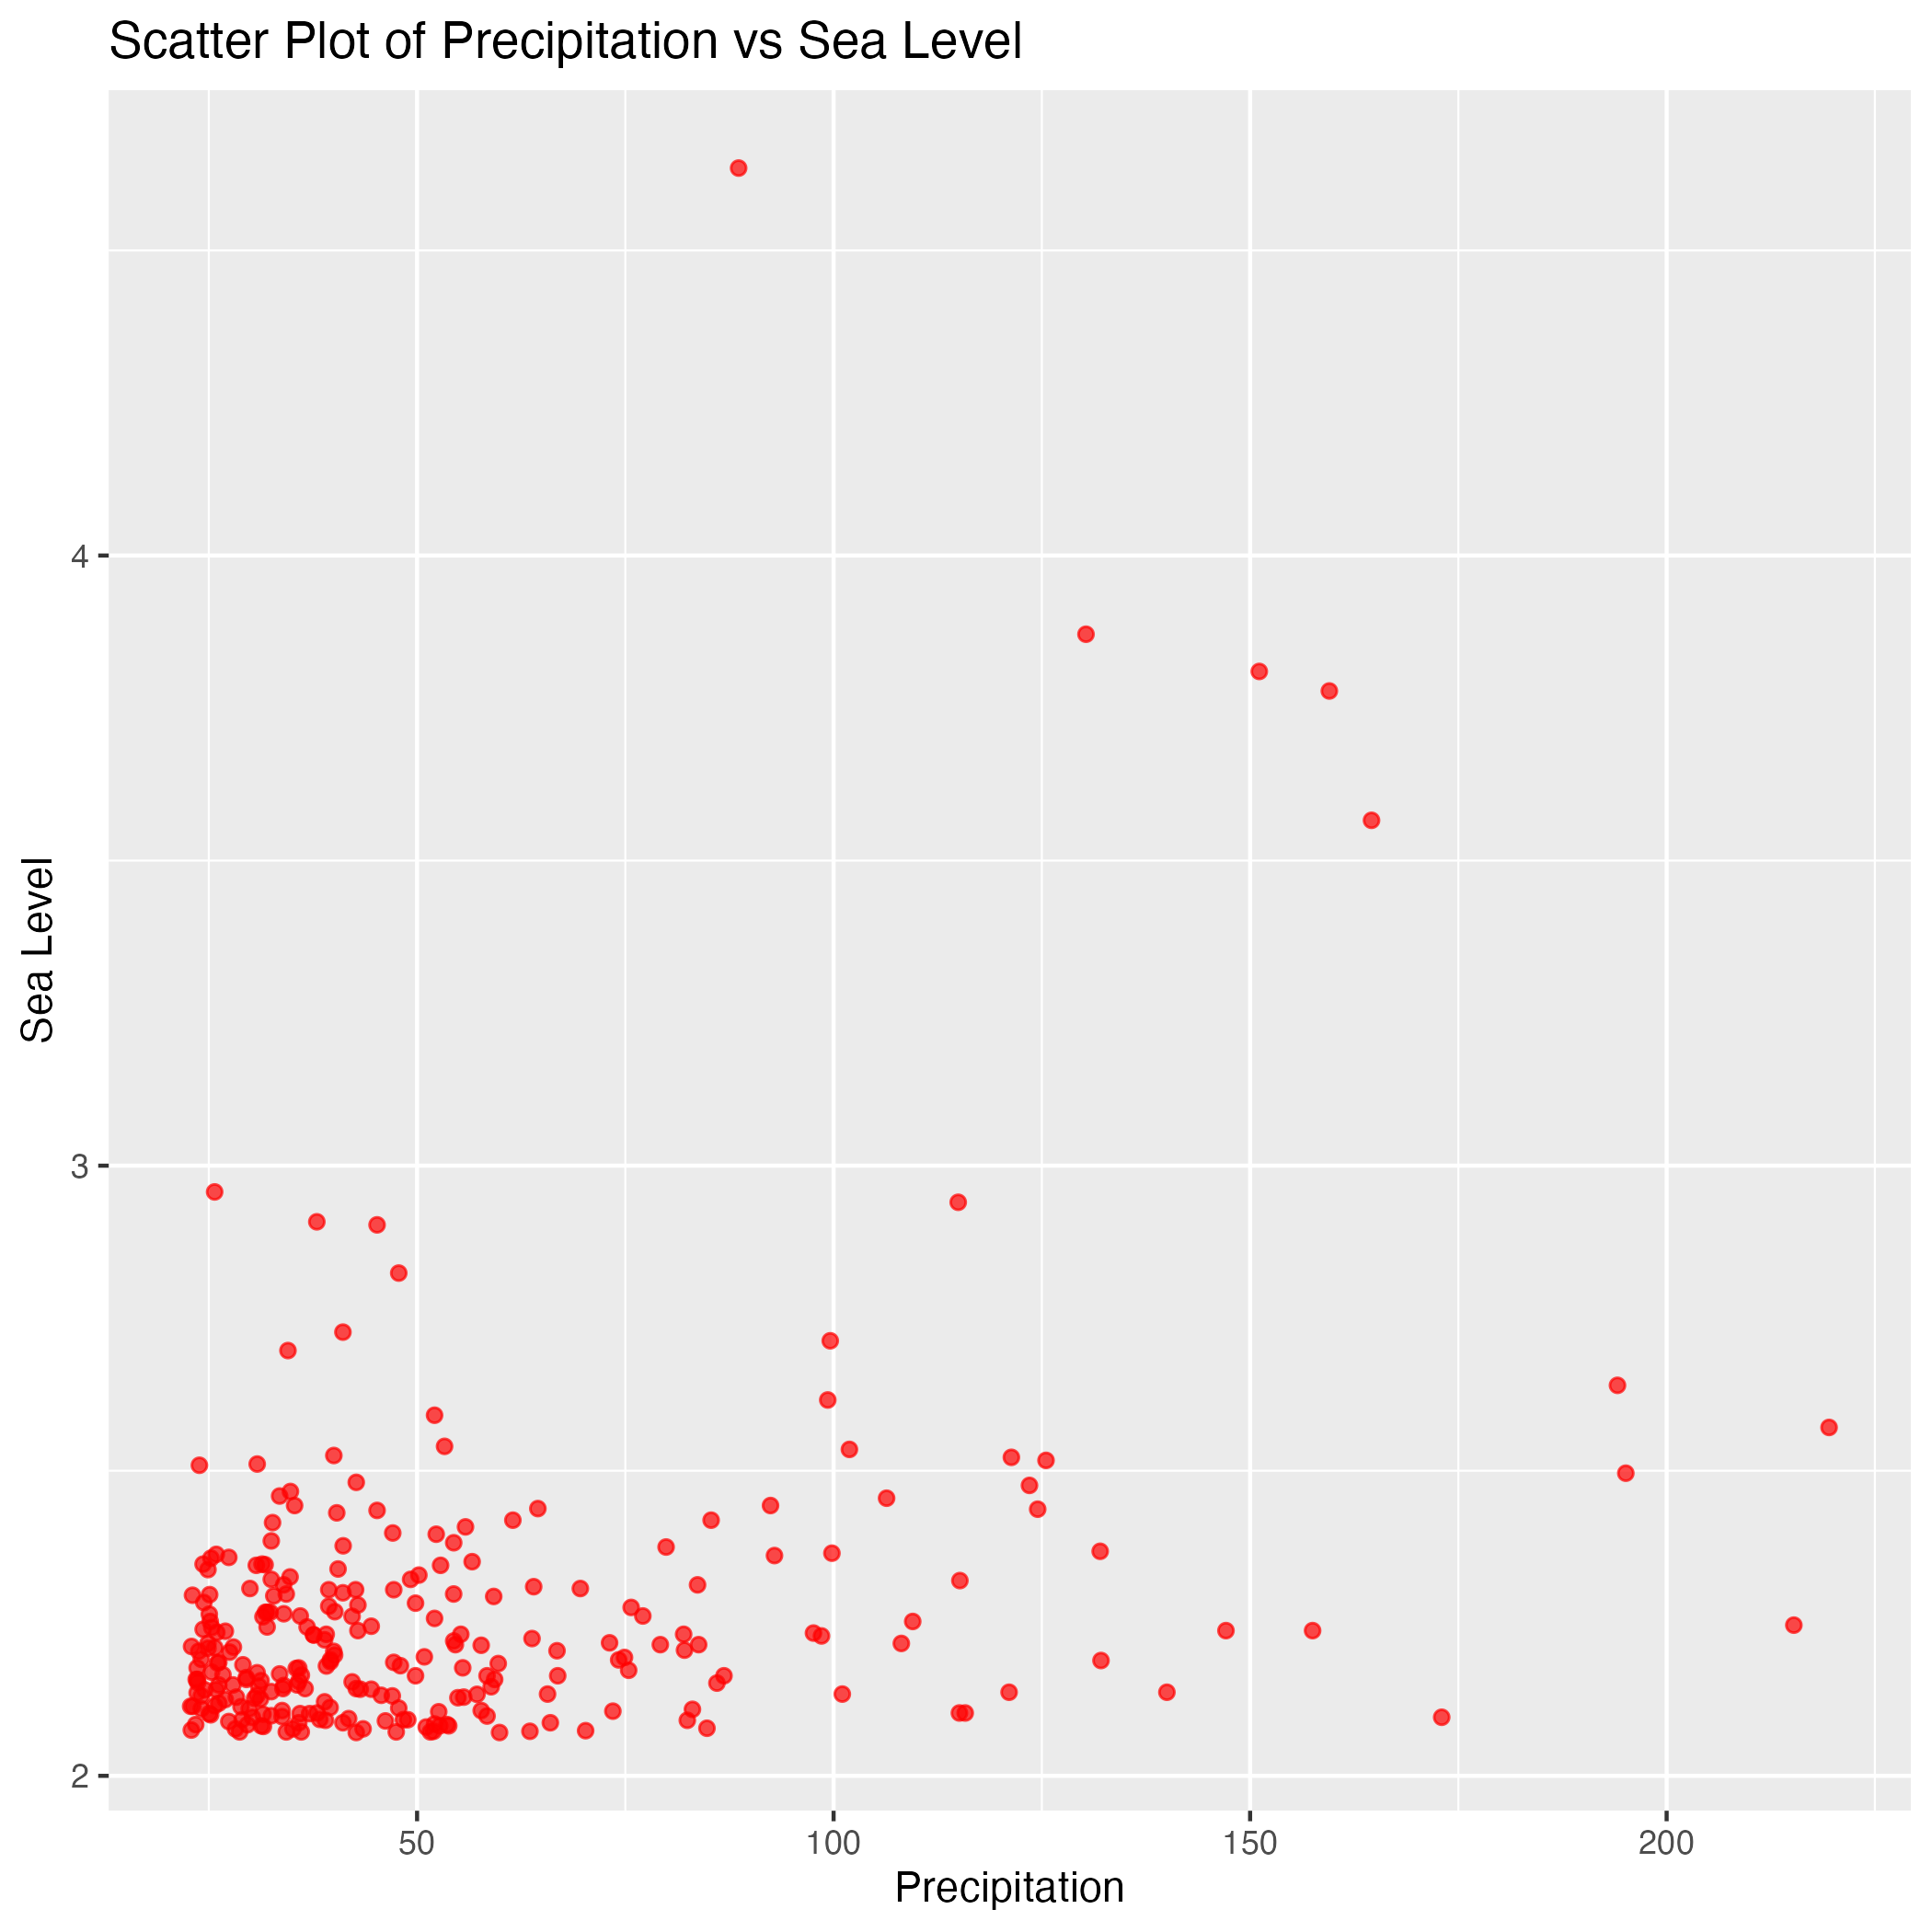 Scatter Plot of Precipitation vs Sea Level
Sea Level
4
3
2
50 100 150 200
Precipitation